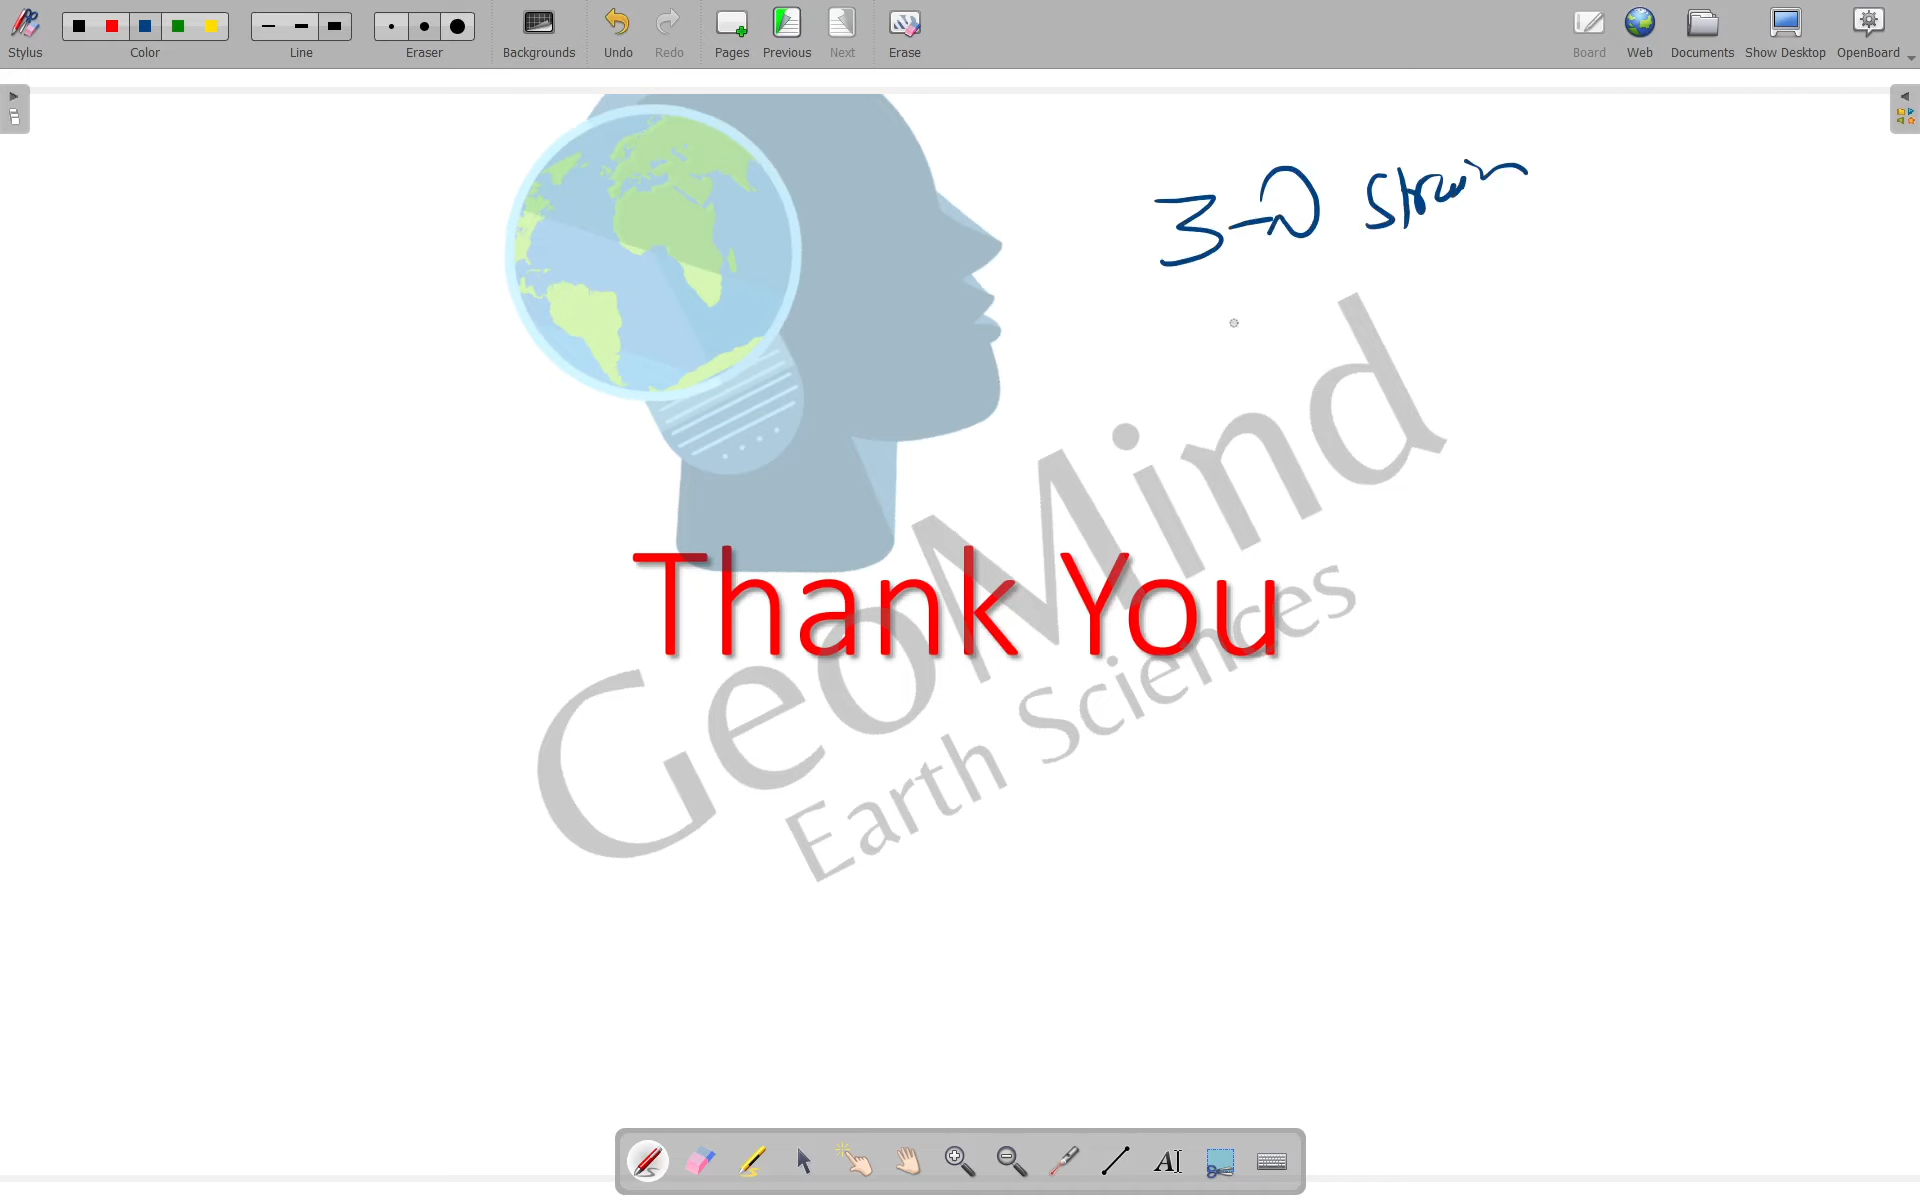 Stylus Color Line Eraser Backgrounds Undo Redo Pages Previous Next Erase Board Web Documents Show Desktop OpenBoard
3-D strain
Thank You
GeoMind
Earth Sciences